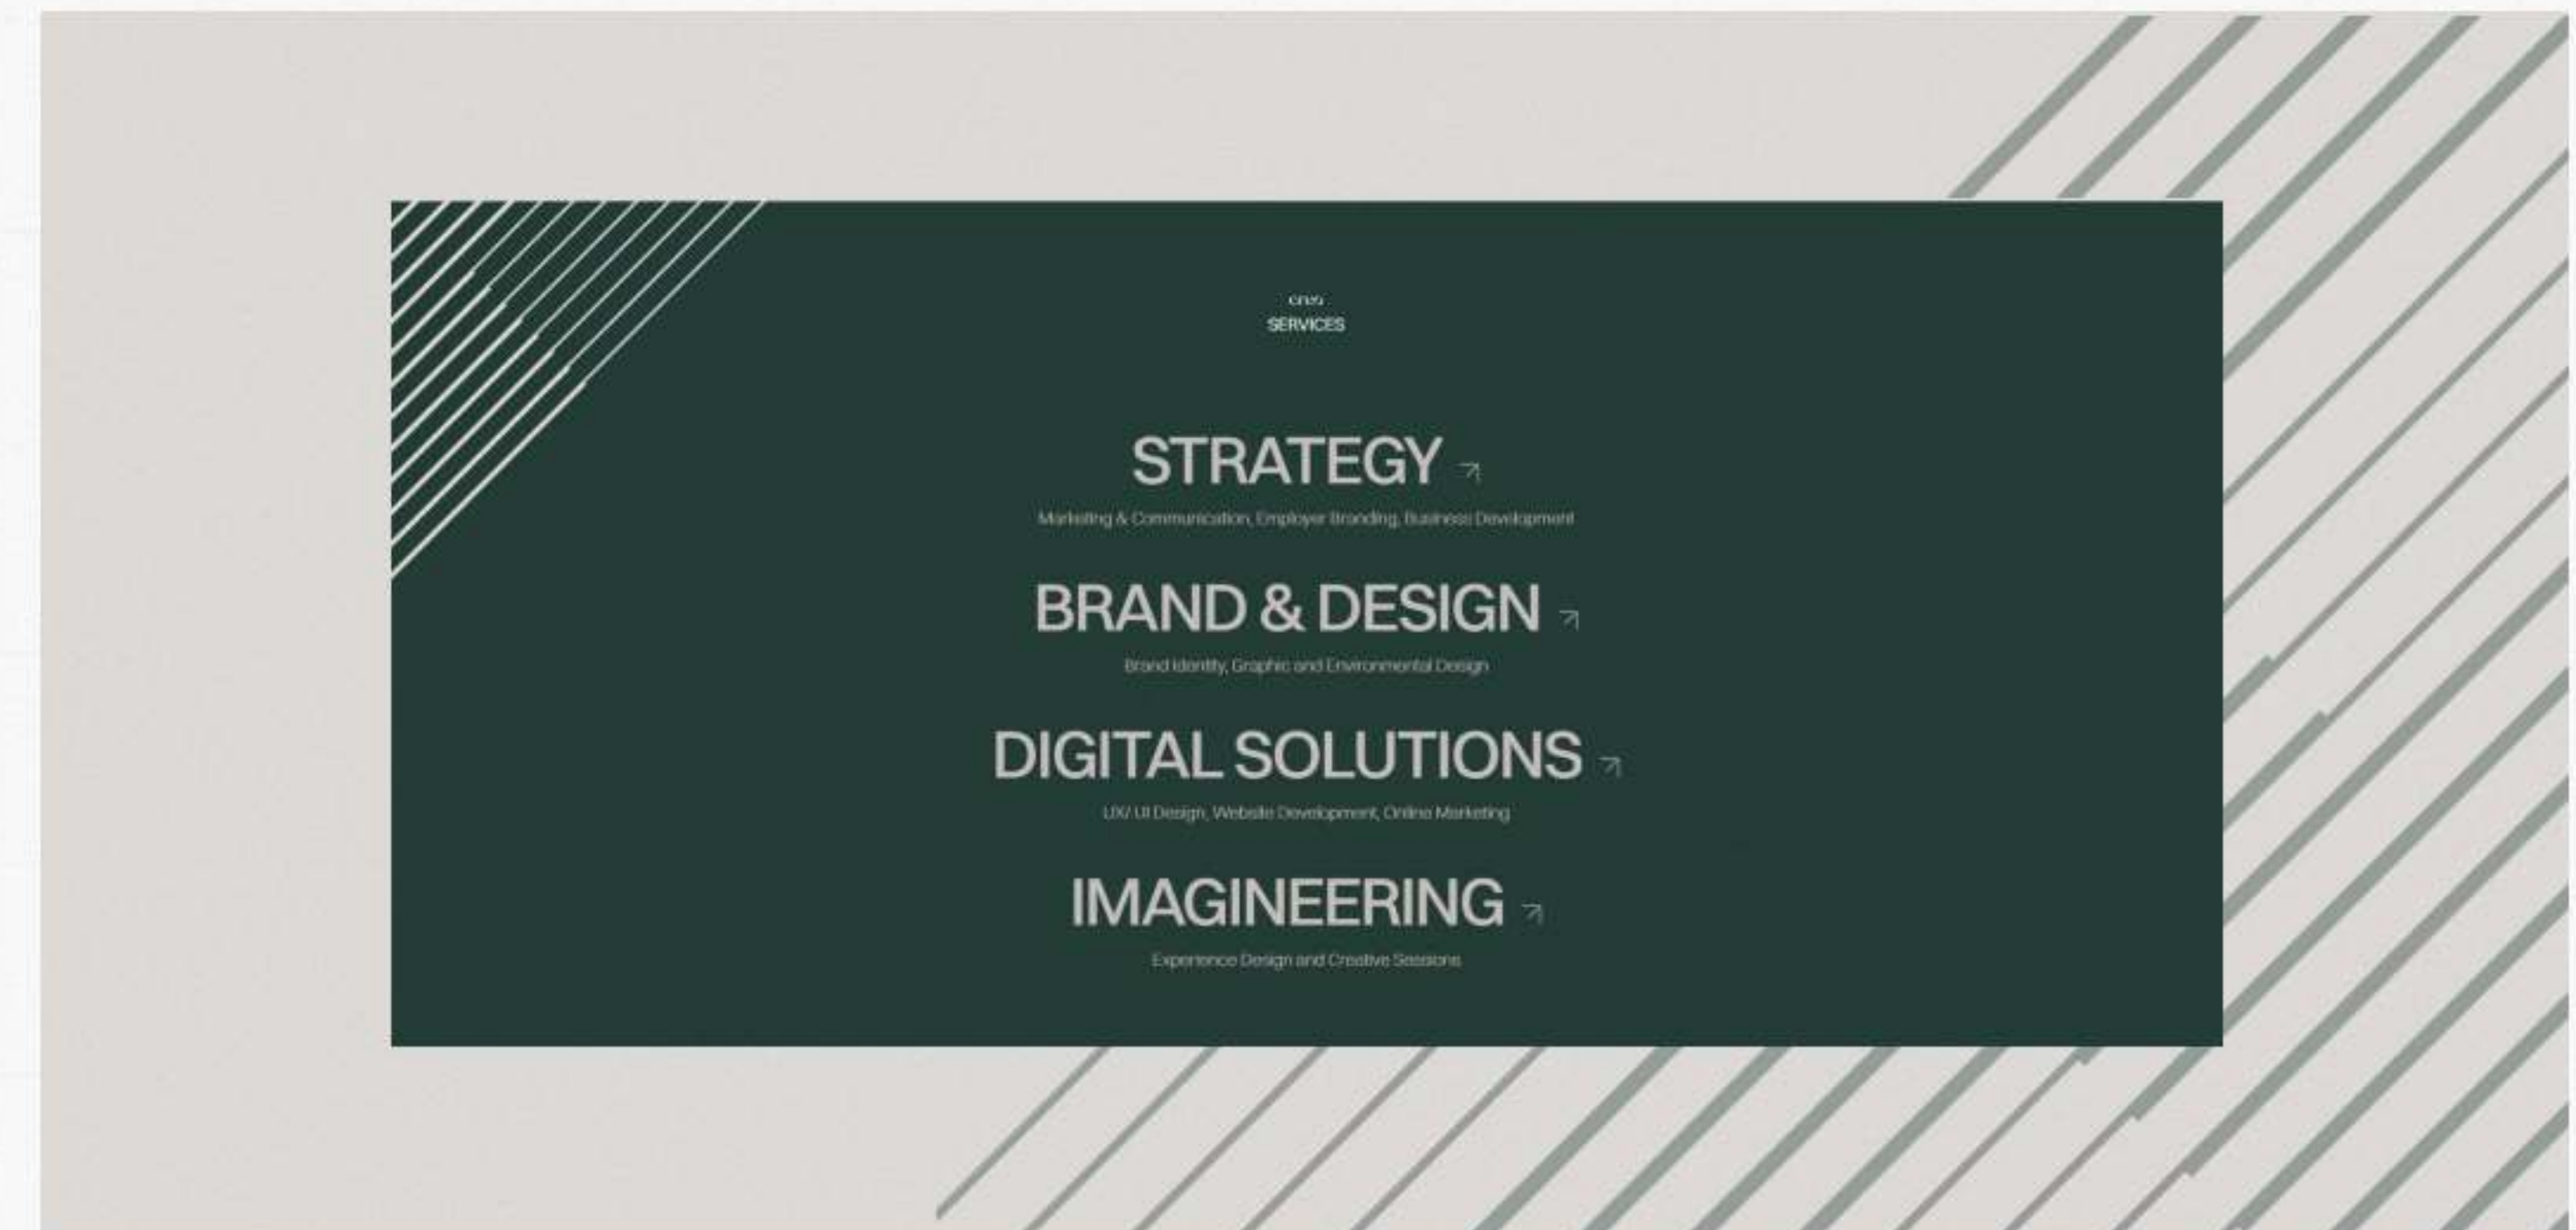 SERVICES
STRATEGY
Marketing & Communication, Employer Branding, Business Development
BRAND & DESIGN
Brand Identity, Graphic and Environmental Design
DIGITAL SOLUTIONS
UX/ UI Design, Website Development, Online Marketing
IMAGINEERING
Experience Design and Creative Sessions